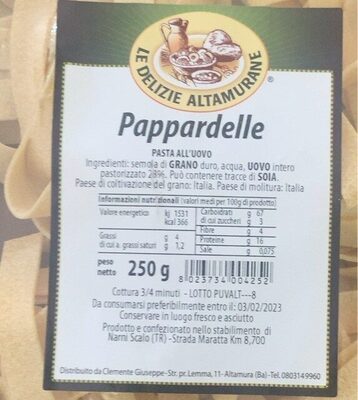 LE DELIZIE ALTAMURANE
®
Pappardelle
PASTA ALL'UOVO
Ingredienti: semola di GRANO duro, acqua, UOVO intero
pastorizzato 28%. Può contenere tracce di SOIA.
Paese di coltivazione del grano: Italia. Paese di molitura: Italia
Informazioni nutrizionali (valori medi per 100g di prodotto)
Valore energetico kj 1531
kcal 366
Grassi g 4
di cui a. grassi saturi g 1,2
Carboidrati g 67
di cui zuccheri g 3
Fibre g 4
Proteine g 16
Sale g 0,075
peso
netto 250 g
8 023734 004252
Cottura 3/4 minuti - LOTTO PUVALT---8
Da consumarsi preferibilmente entro il: 03/02/2023
Conservare in luogo fresco e asciutto
Prodotto e confezionato nello stabilimento di
Narni Scalo (TR) -Strada Maratta Km 8,700
Distribuito da Clemente Giuseppe- Str. pr. Lemma, 11- Altamura (Ba)-Tel.0803149960